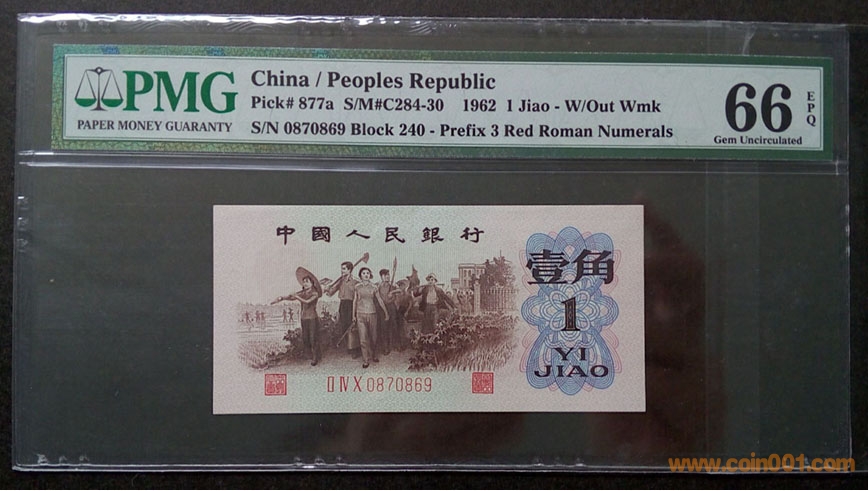 PMG
PAPER MONEY GUARANTY
China / Peoples Republic
Pick# 877a S/M#C284-30 1962 1 Jiao - W/Out Wmk
S/N 0870869 Block 240 - Prefix 3 Red Roman Numerals
66
EPQ
Gem Uncirculated
中國人民銀行
壹角
1
YI
JIAO
II IV X 0870869
www.coin001.com